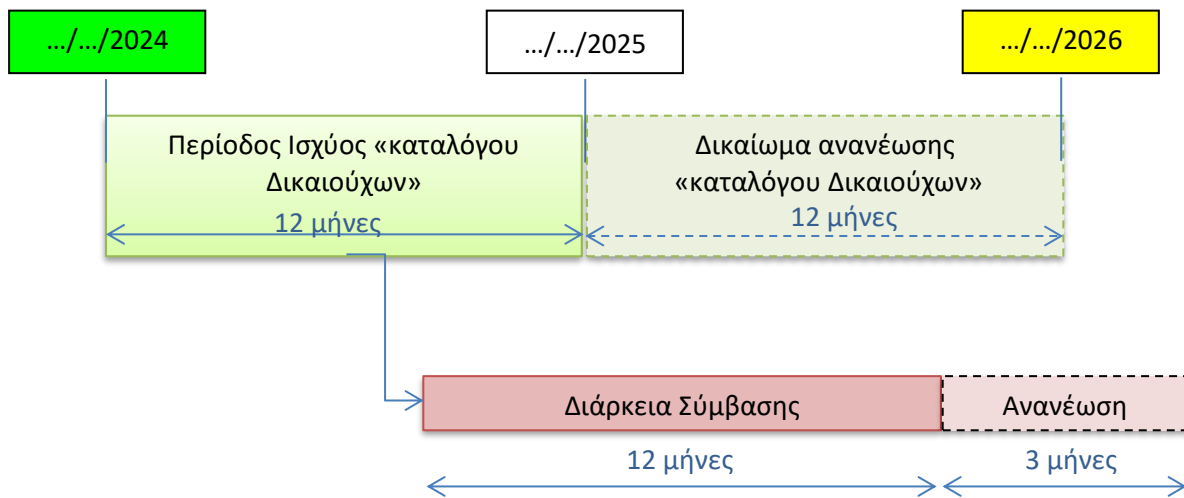 …/…/2024
…/…/2025
…/…/2026
Περίοδος Ισχύος «καταλόγου
Δικαιούχων»
12 μήνες
Δικαίωμα ανανέωσης
«καταλόγου Δικαιούχων»
12 μήνες
Διάρκεια Σύμβασης
Ανανέωση
12 μήνες
3 μήνες